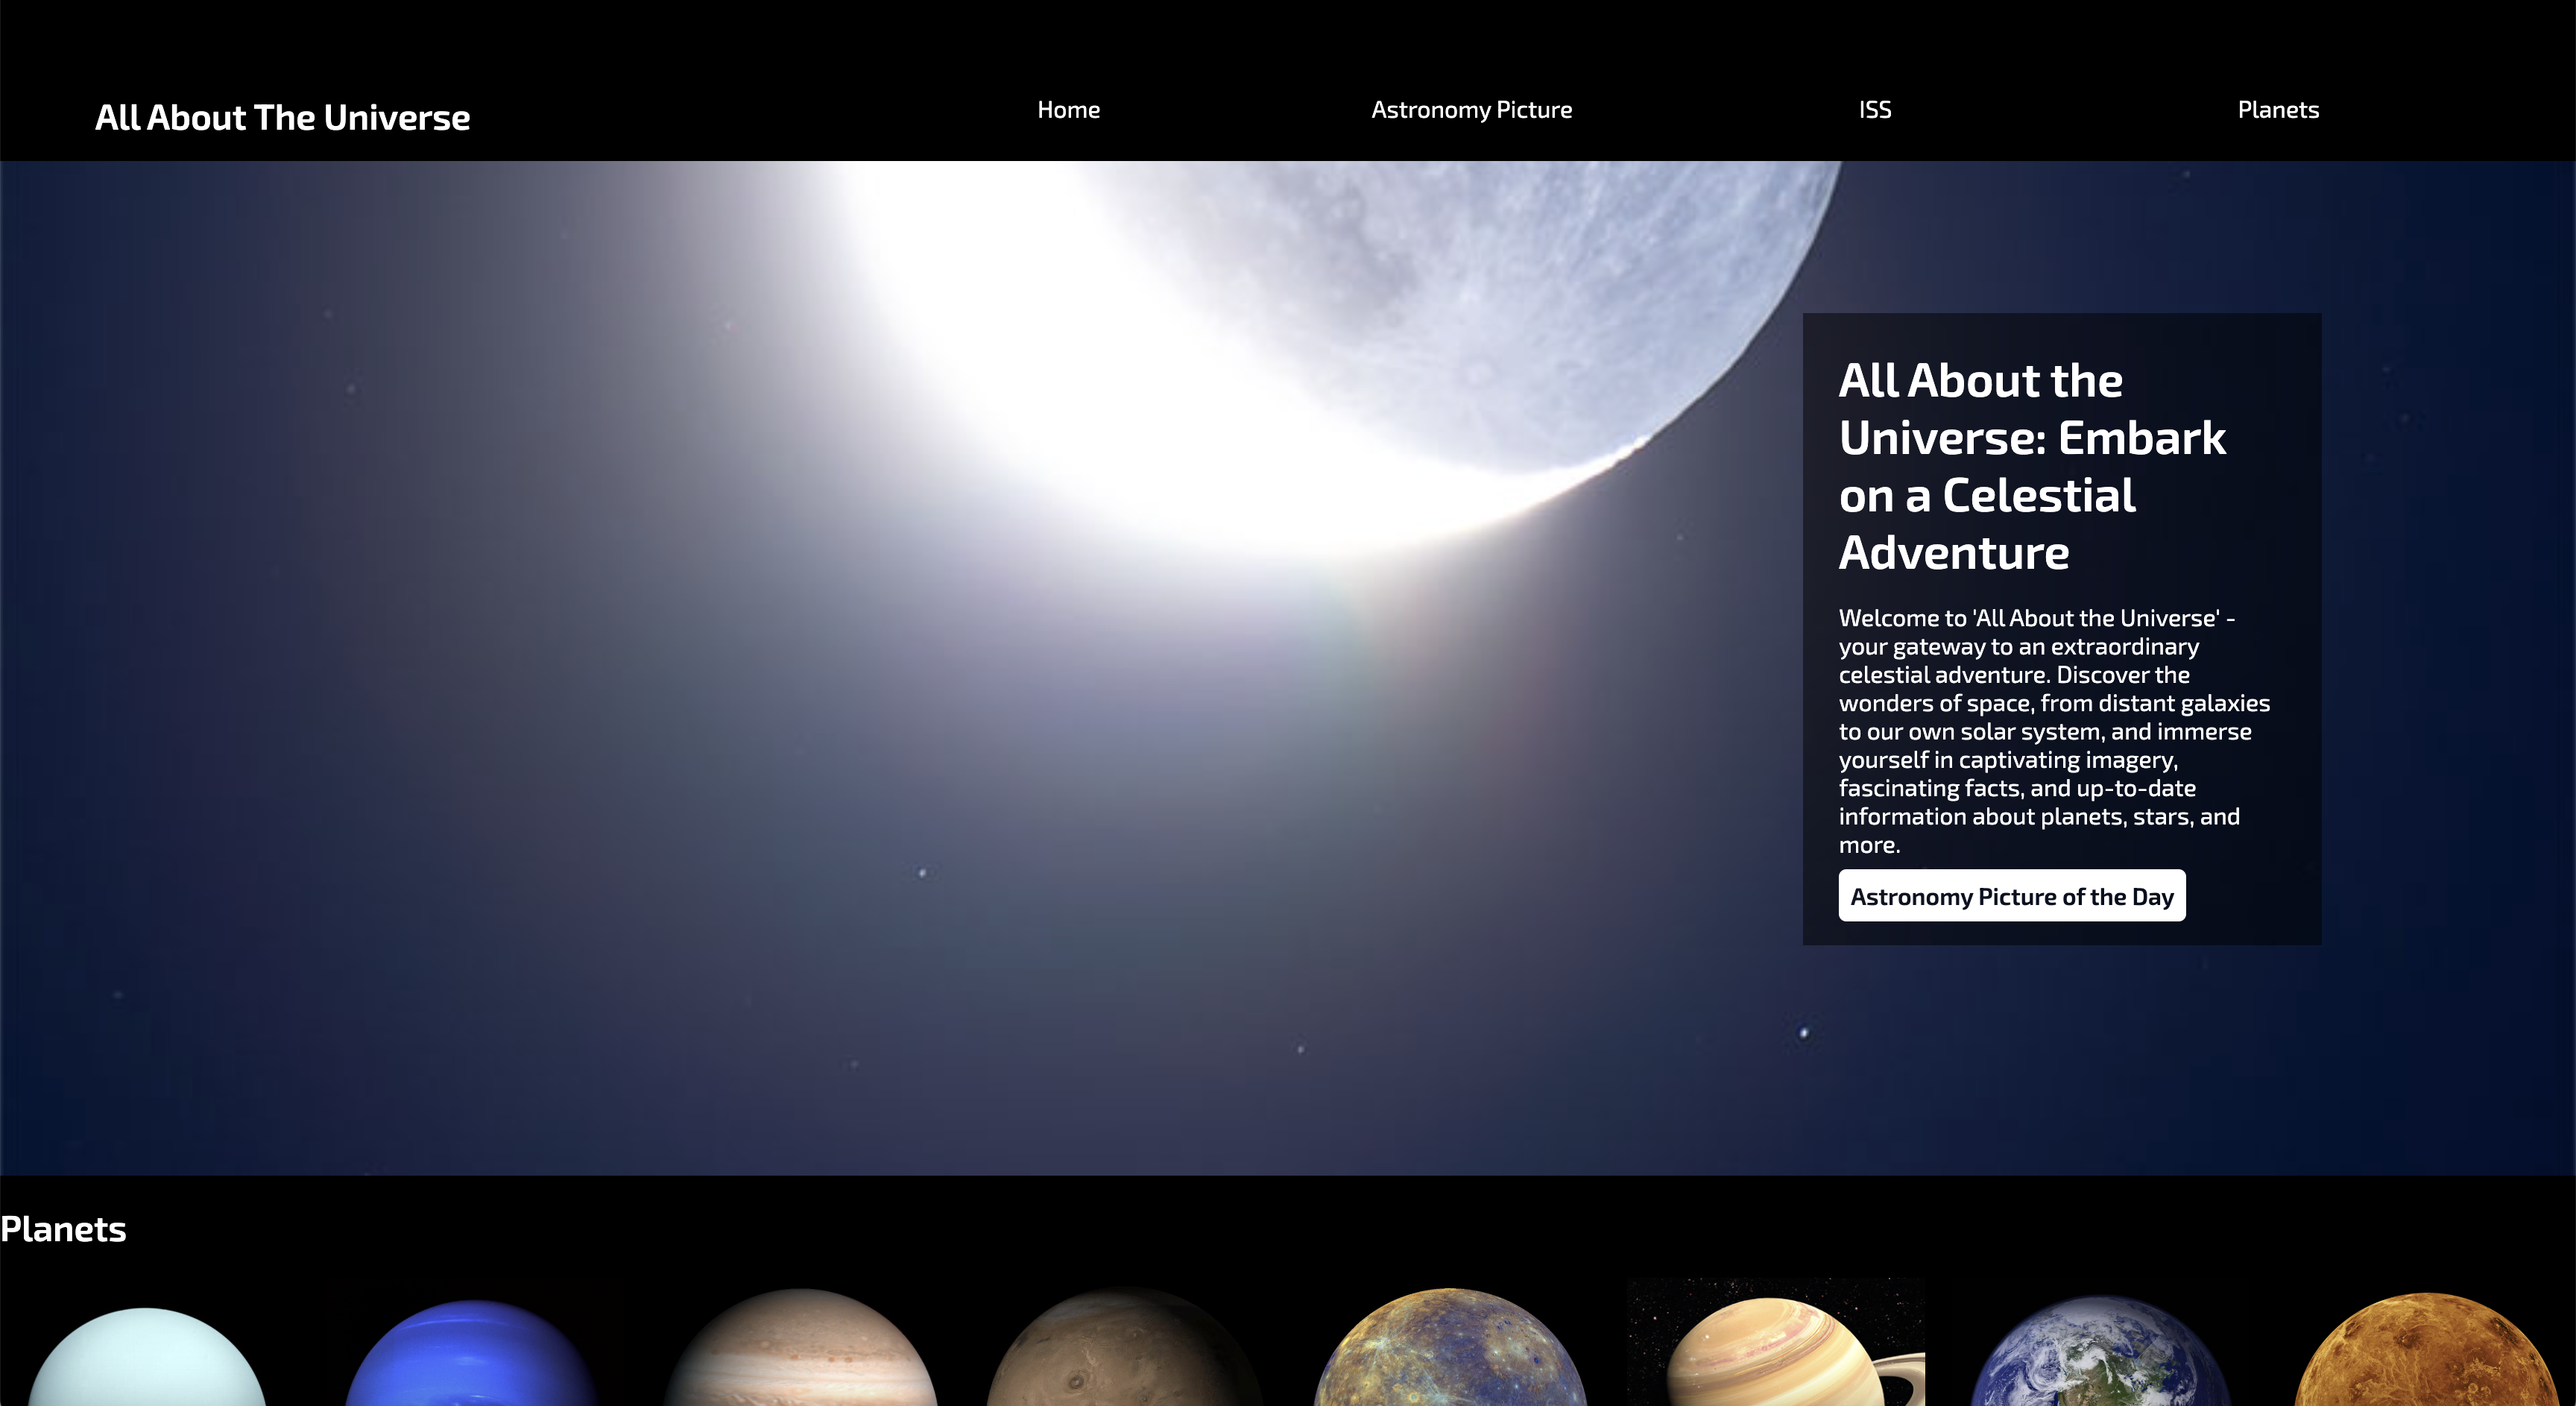 All About The Universe
Home
Astronomy Picture
ISS
Planets
All About the
Universe: Embark
on a Celestial
Adventure
Welcome to 'All About the Universe' -
your gateway to an extraordinary
celestial adventure. Discover the
wonders of space, from distant galaxies
to our own solar system, and immerse
yourself in captivating imagery,
fascinating facts, and up-to-date
information about planets, stars, and
more.
Astronomy Picture of the Day
Planets